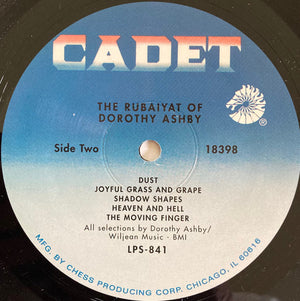 CADET
THE RUBAIYAT OF
DOROTHY ASHBY
®
Side Two
18398
DUST
JOYFUL GRASS AND GRAPE
SHADOW SHAPES
HEAVEN AND HELL
THE MOVING FINGER
All selections by Dorothy Ashby/
Wiljean Music - BMI
LPS-841
MFG. BY CHESS PRODUCING CORP. CHICAGO, IL 60616